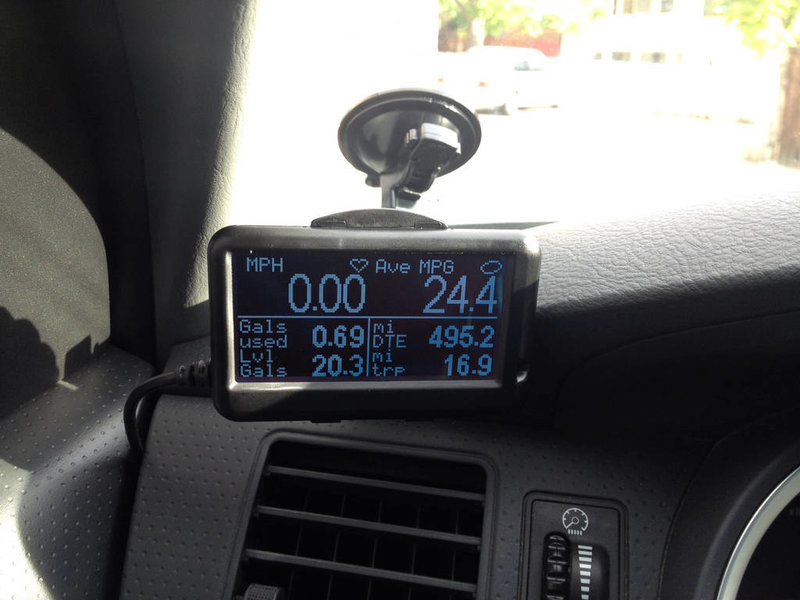 MPH Ave MPG
0.00 24.4
Gals used 0.69 Mi DTE 495.2
Lvl Gals 20.3 mi trp 16.9